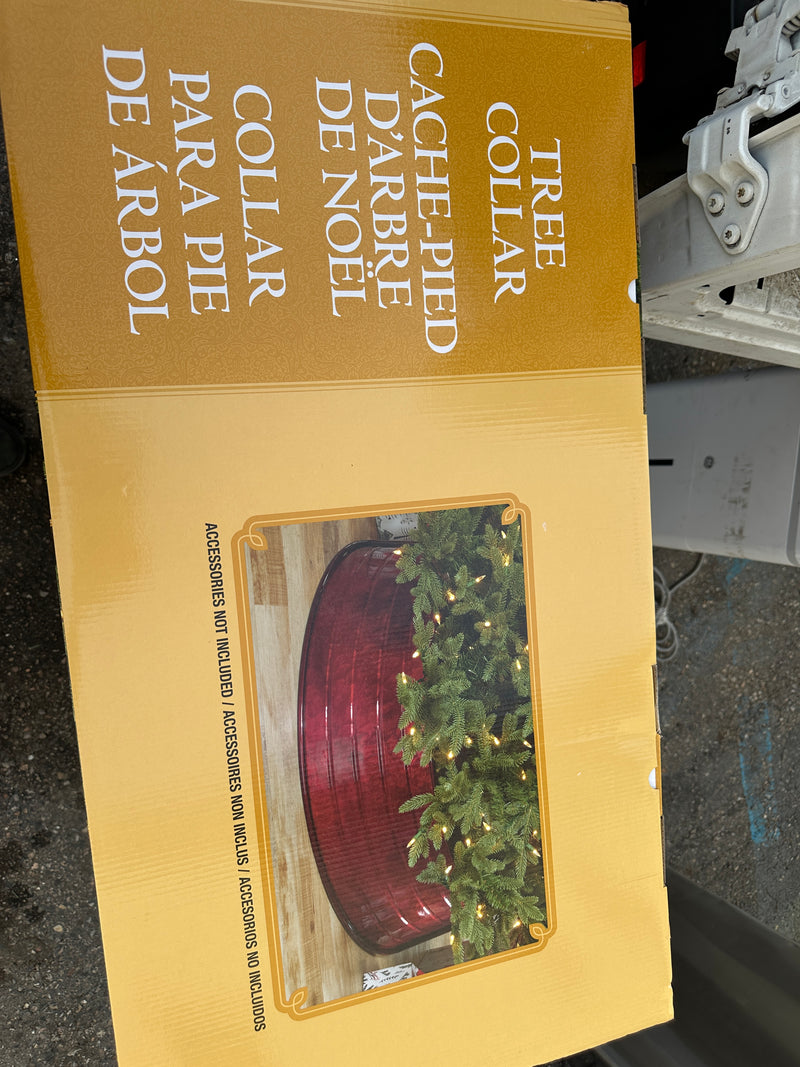 TREE
COLLAR
CACHE-PIED
D'ARBRE
DE NOËL
COLLAR
PARA PIE
DE ÁRBOL
ACCESSORIES NOT INCLUDED / ACCESSOIRES NON INCLUS / ACCESORIOS NO INCLUIDOS